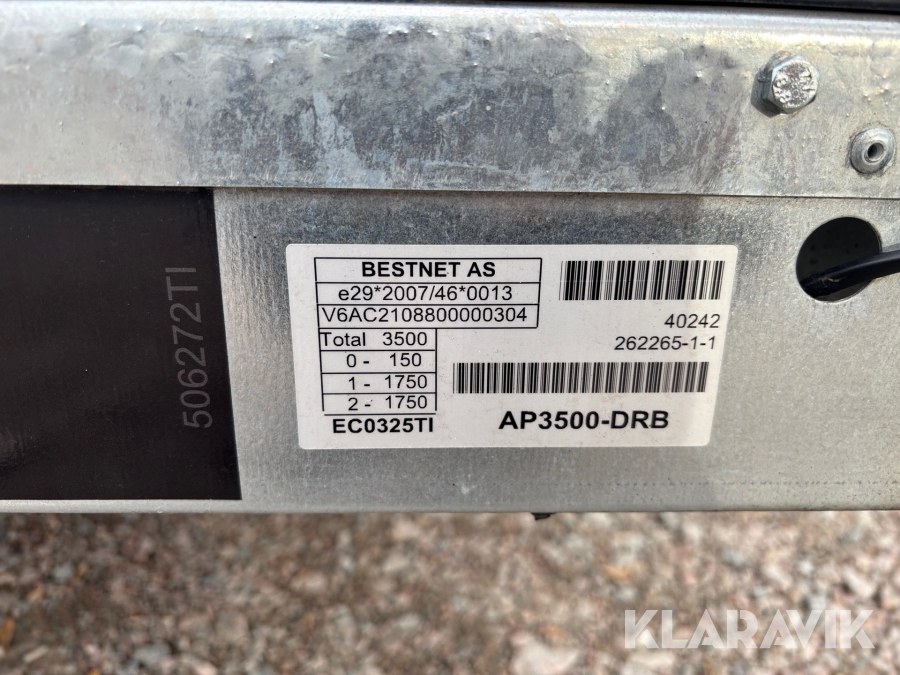 506272TI
BESTNET AS
e29*2007/46*0013
V6AC2108800000304
Total 3500
0 - 150
1 - 1750
2 - 1750
EC0325TI
40242
262265-1-1
AP3500-DRB
KLARAVIK